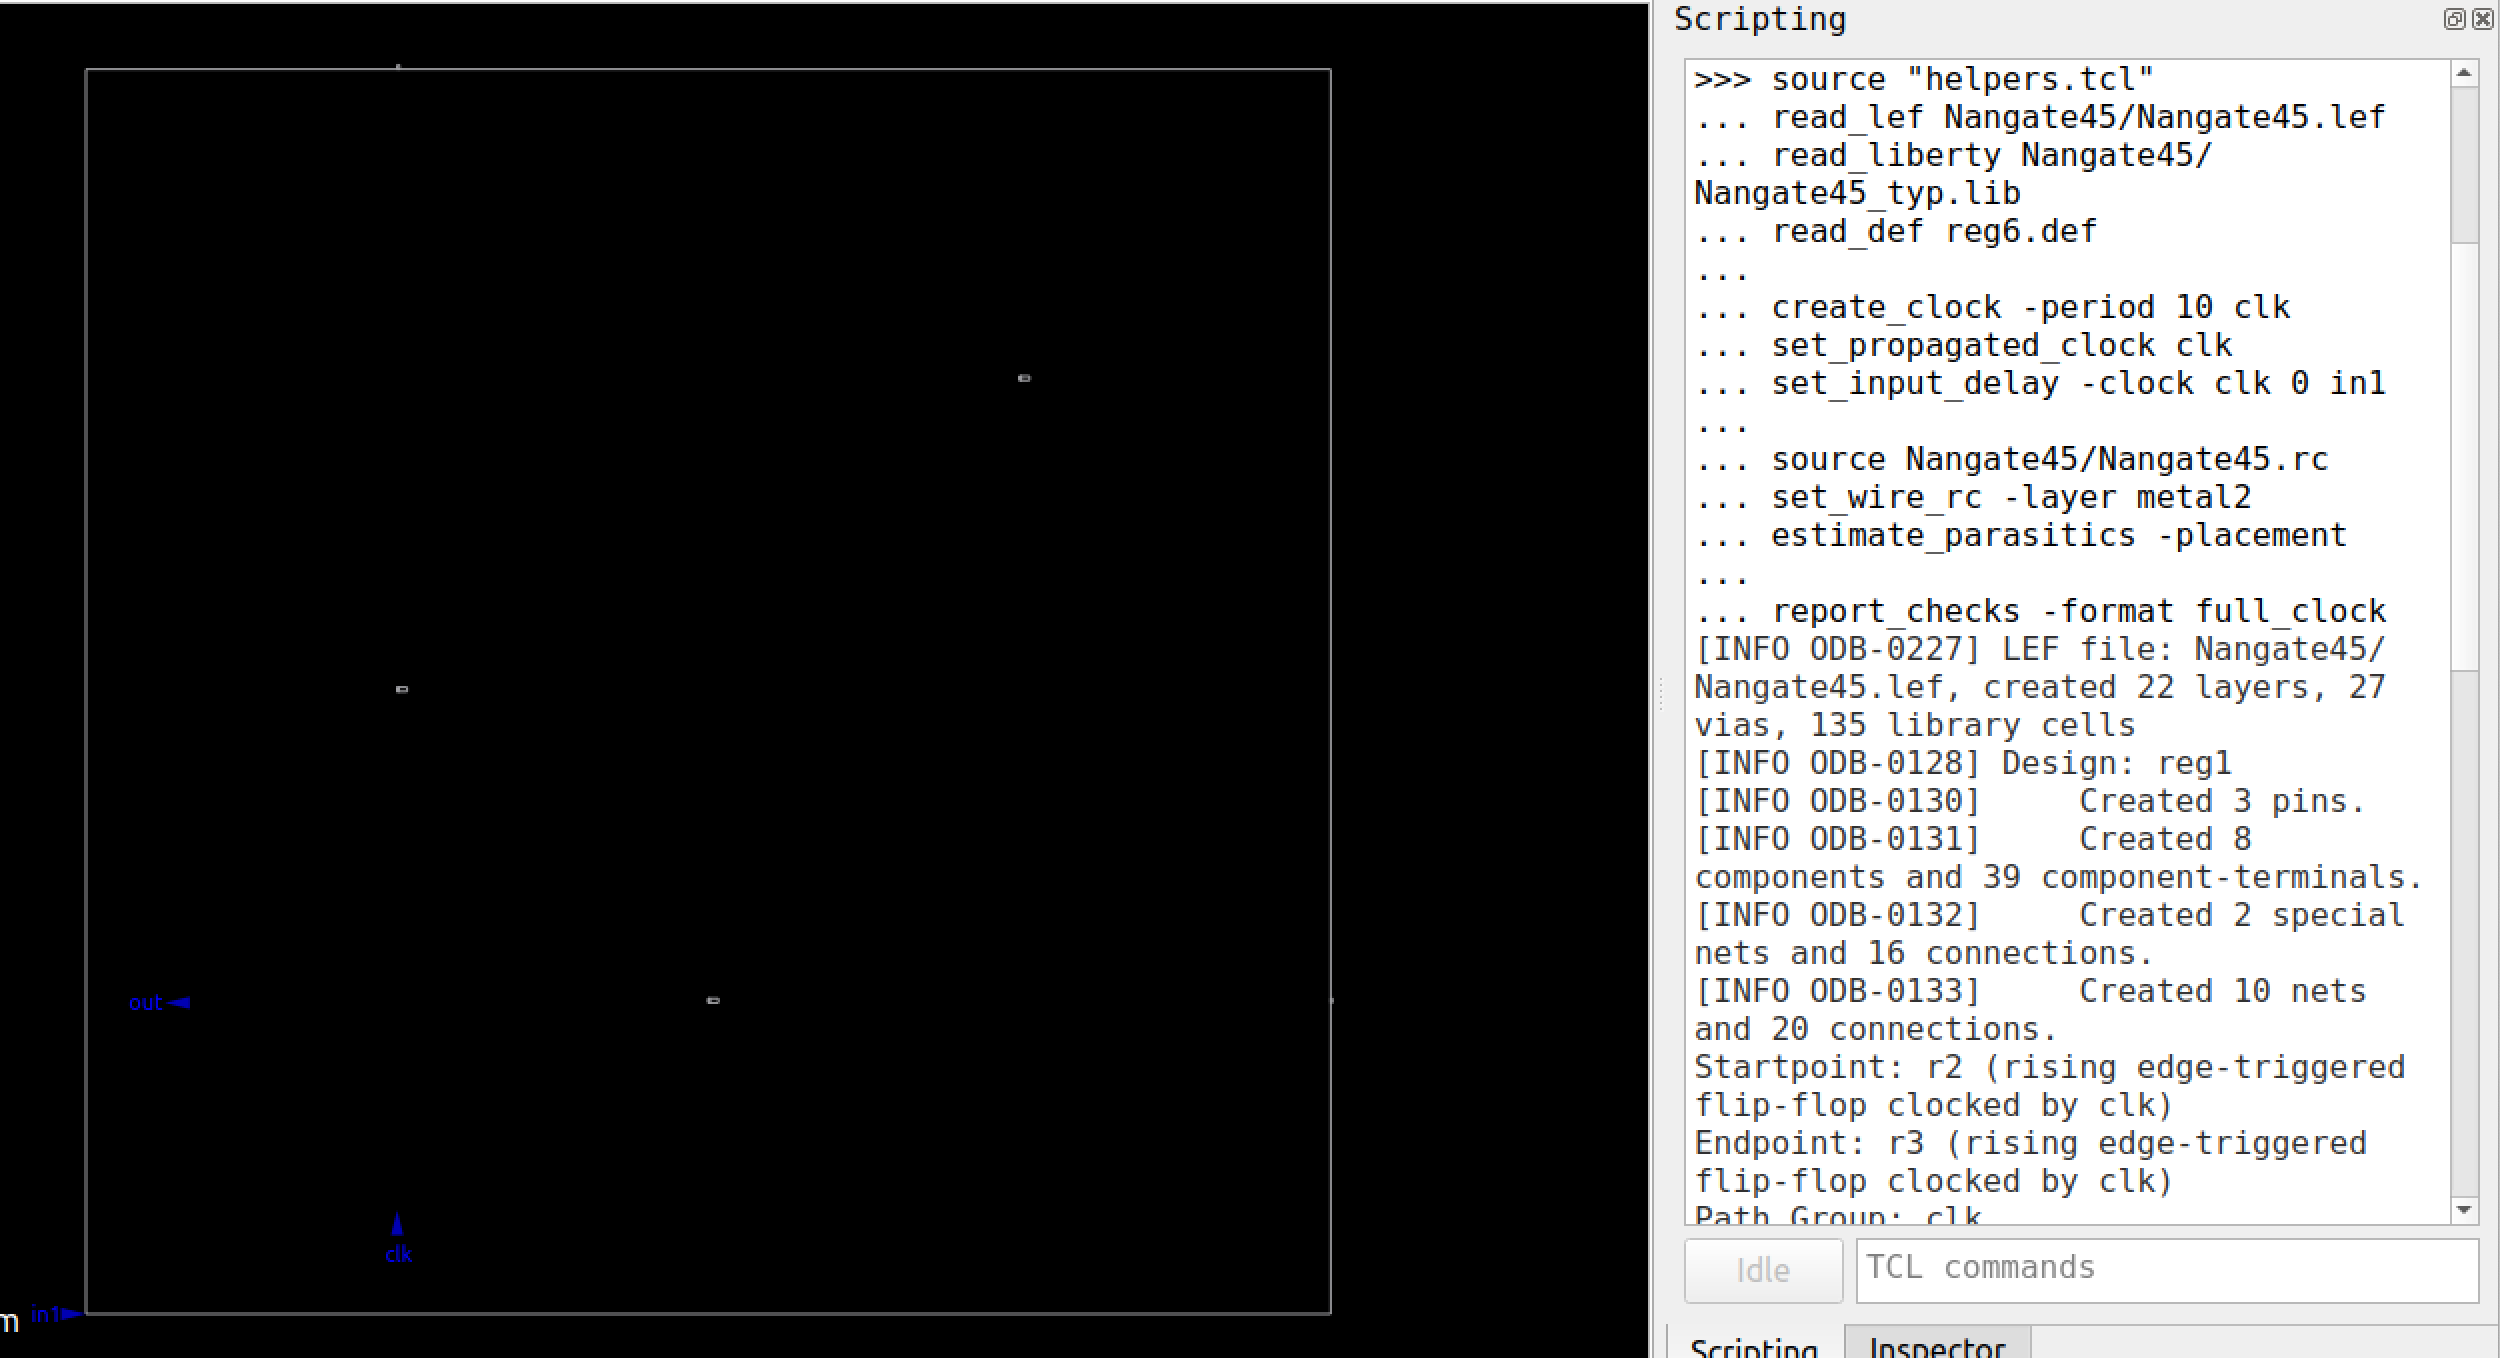 Scripting
>>> source "helpers.tcl"
... read_lef Nangate45/Nangate45.lef
... read_liberty Nangate45/
Nangate45_typ.lib
... read_def reg6.def
...
... create_clock -period 10 clk
... set_propagated_clock clk
... set_input_delay -clock clk 0 in1
...
... source Nangate45/Nangate45.rc
... set_wire_rc -layer metal2
... estimate_parasitics -placement
...
... report_checks -format full_clock
[INFO ODB-0227] LEF file: Nangate45/
Nangate45.lef, created 22 layers, 27
vias, 135 library cells
[INFO ODB-0128] Design: reg1
[INFO ODB-0130]     Created 3 pins.
[INFO ODB-0131]     Created 8
components and 39 component-terminals.
[INFO ODB-0132]     Created 2 special
nets and 16 connections.
[INFO ODB-0133]     Created 10 nets
and 20 connections.
Startpoint: r2 (rising edge-triggered
flip-flop clocked by clk)
Endpoint: r3 (rising edge-triggered
flip-flop clocked by clk)
Path Group: clk
Idle
TCL commands
Scripting
Inspector
out
clk
m
in1